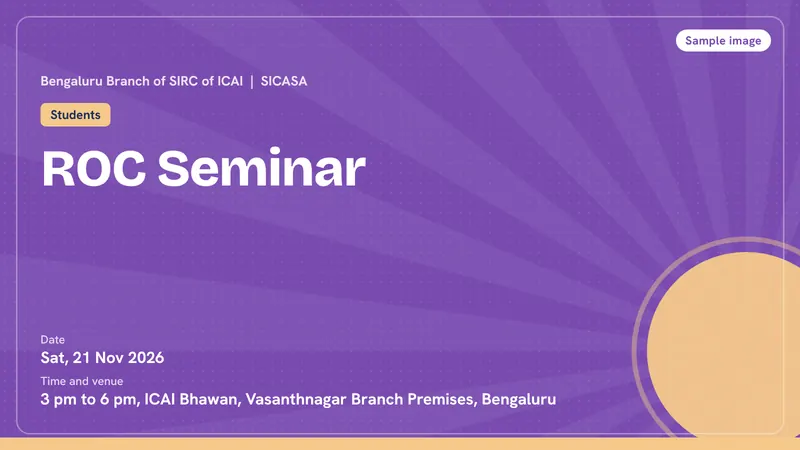 Sample image
Bengaluru Branch of SIRC of ICAI | SICASA
Students
ROC Seminar
Date
Sat, 21 Nov 2026
Time and venue
3 pm to 6 pm, ICAI Bhawan, Vasanthnagar Branch Premises, Bengaluru